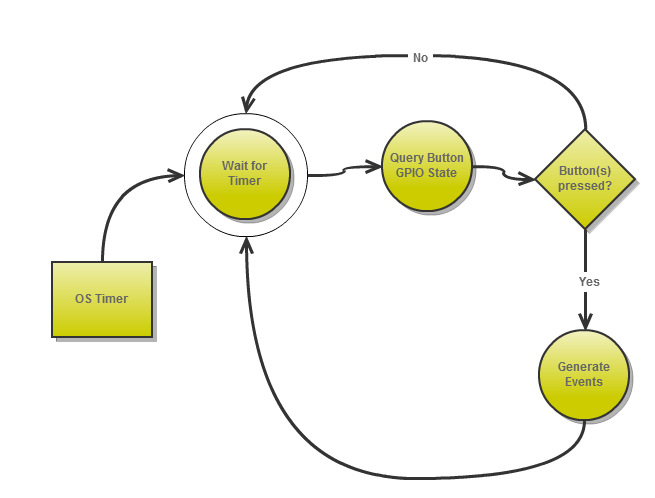 No
Wait for
Timer
Query Button
GPIO State
Button(s)
pressed?
OS Timer
Yes
Generate
Events